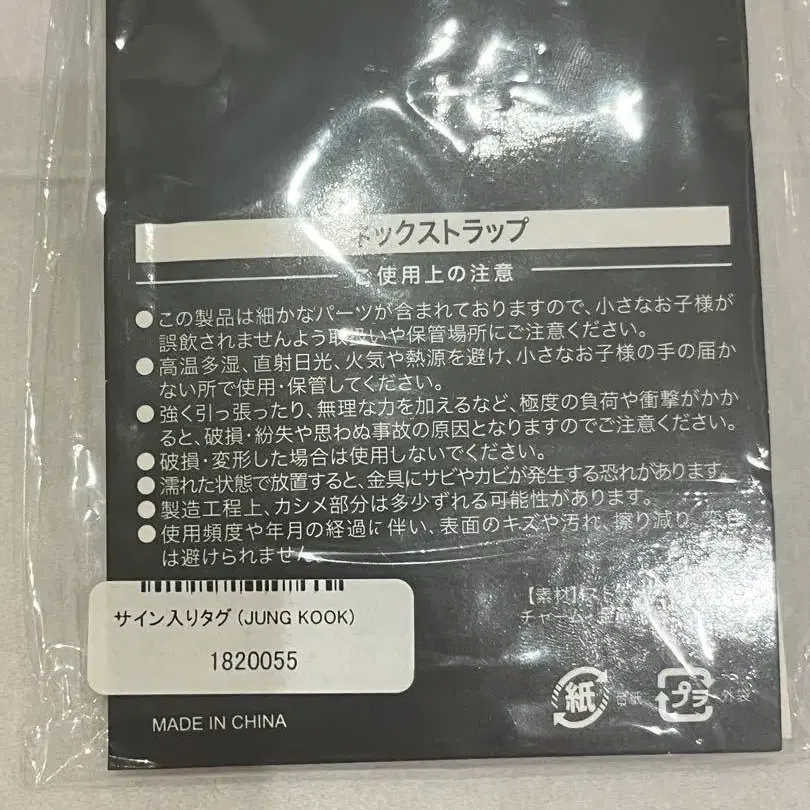 ックストラップ
使用上の注意
●この製品は細かなパーツが含まれておりますので、小さなお子様が
誤飲されませんよう取扱いや保管場所にご注意ください。
●高温多湿、直射日光、火気や熱源を避け、小さなお子様の手の届か
ない所で使用・保管してください。
●強く引っ張ったり、無理な力を加えるなど、極度の負荷や衝撃がかか
ると、破損・紛失や思わぬ事故の原因となりますのでご注意ください。
●破損・変形した場合は使用しないでください。
●濡れた状態で放置すると、金具にサビやカビが発生する恐れがあります。
●製造工程上、カシメ部分は多少ずれる可能性があります。
●使用頻度や年月の経過に伴い、表面のキズや汚れ、擦り減り、
は避けられません。
【素材】スト
チャーム:
サイン入りタグ (JUNG KOOK)
1820055
紙 台紙 プラ 外袋
MADE IN CHINA